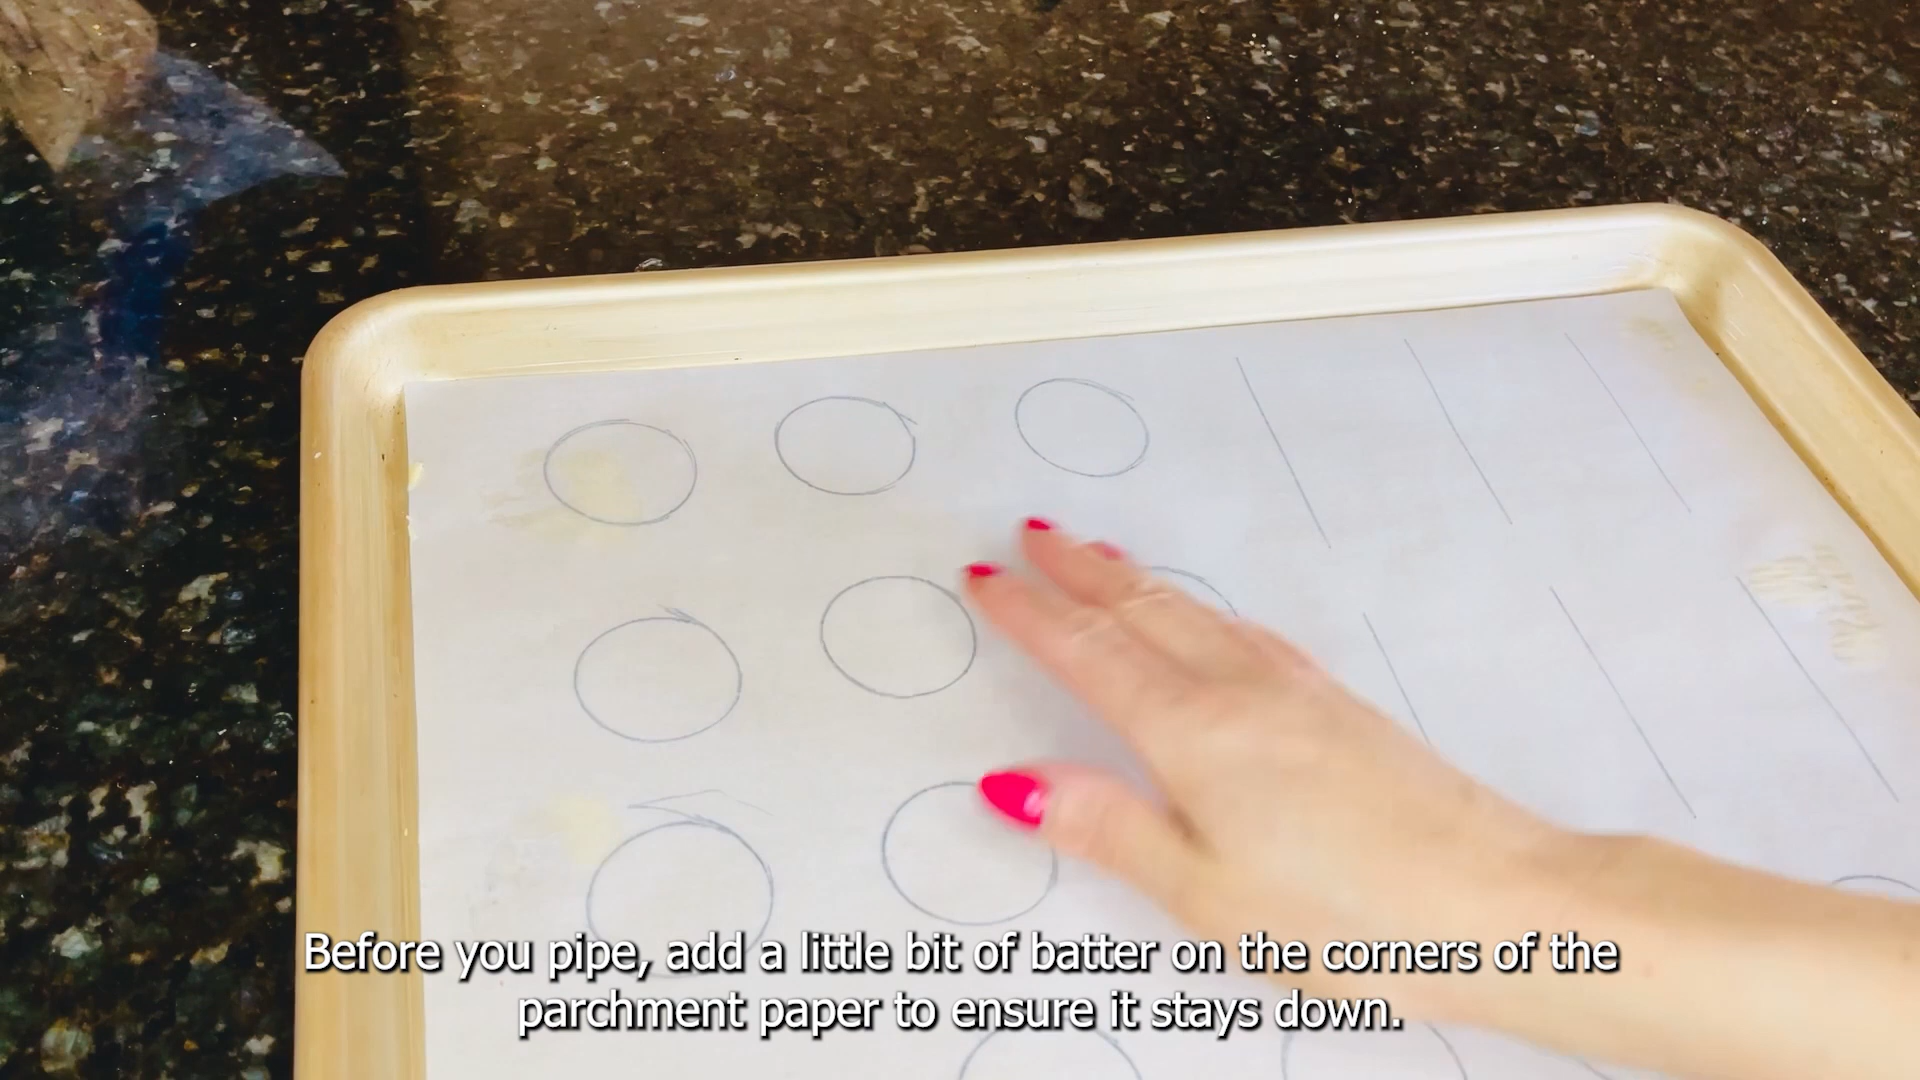 Before you pipe, add a little bit of batter on the corners of the
parchment paper to ensure it stays down.